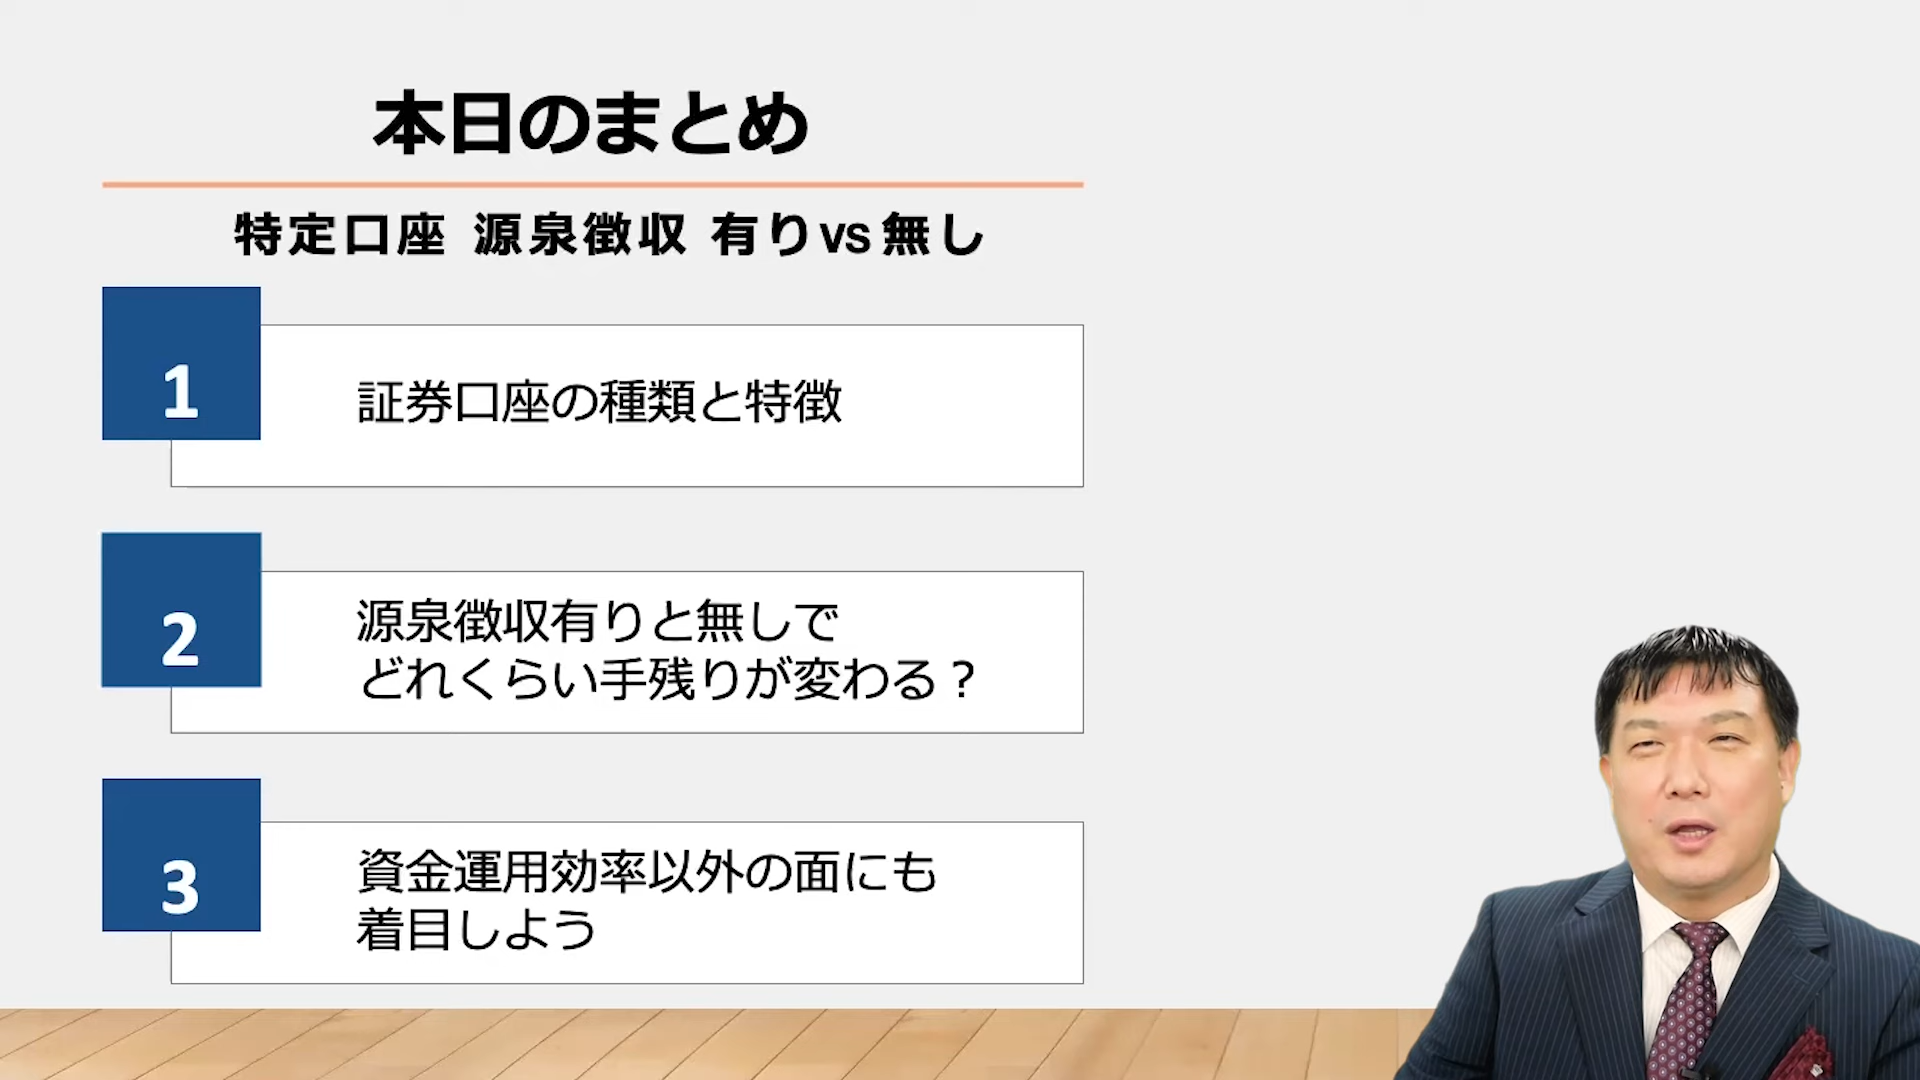 本日のまとめ
特定口座 源泉徴収 有りvs無し
1
証券口座の種類と特徴
2
源泉徴収有りと無しで
どれくらい手残りが変わる？
3
資金運用効率以外の面にも
着目しよう